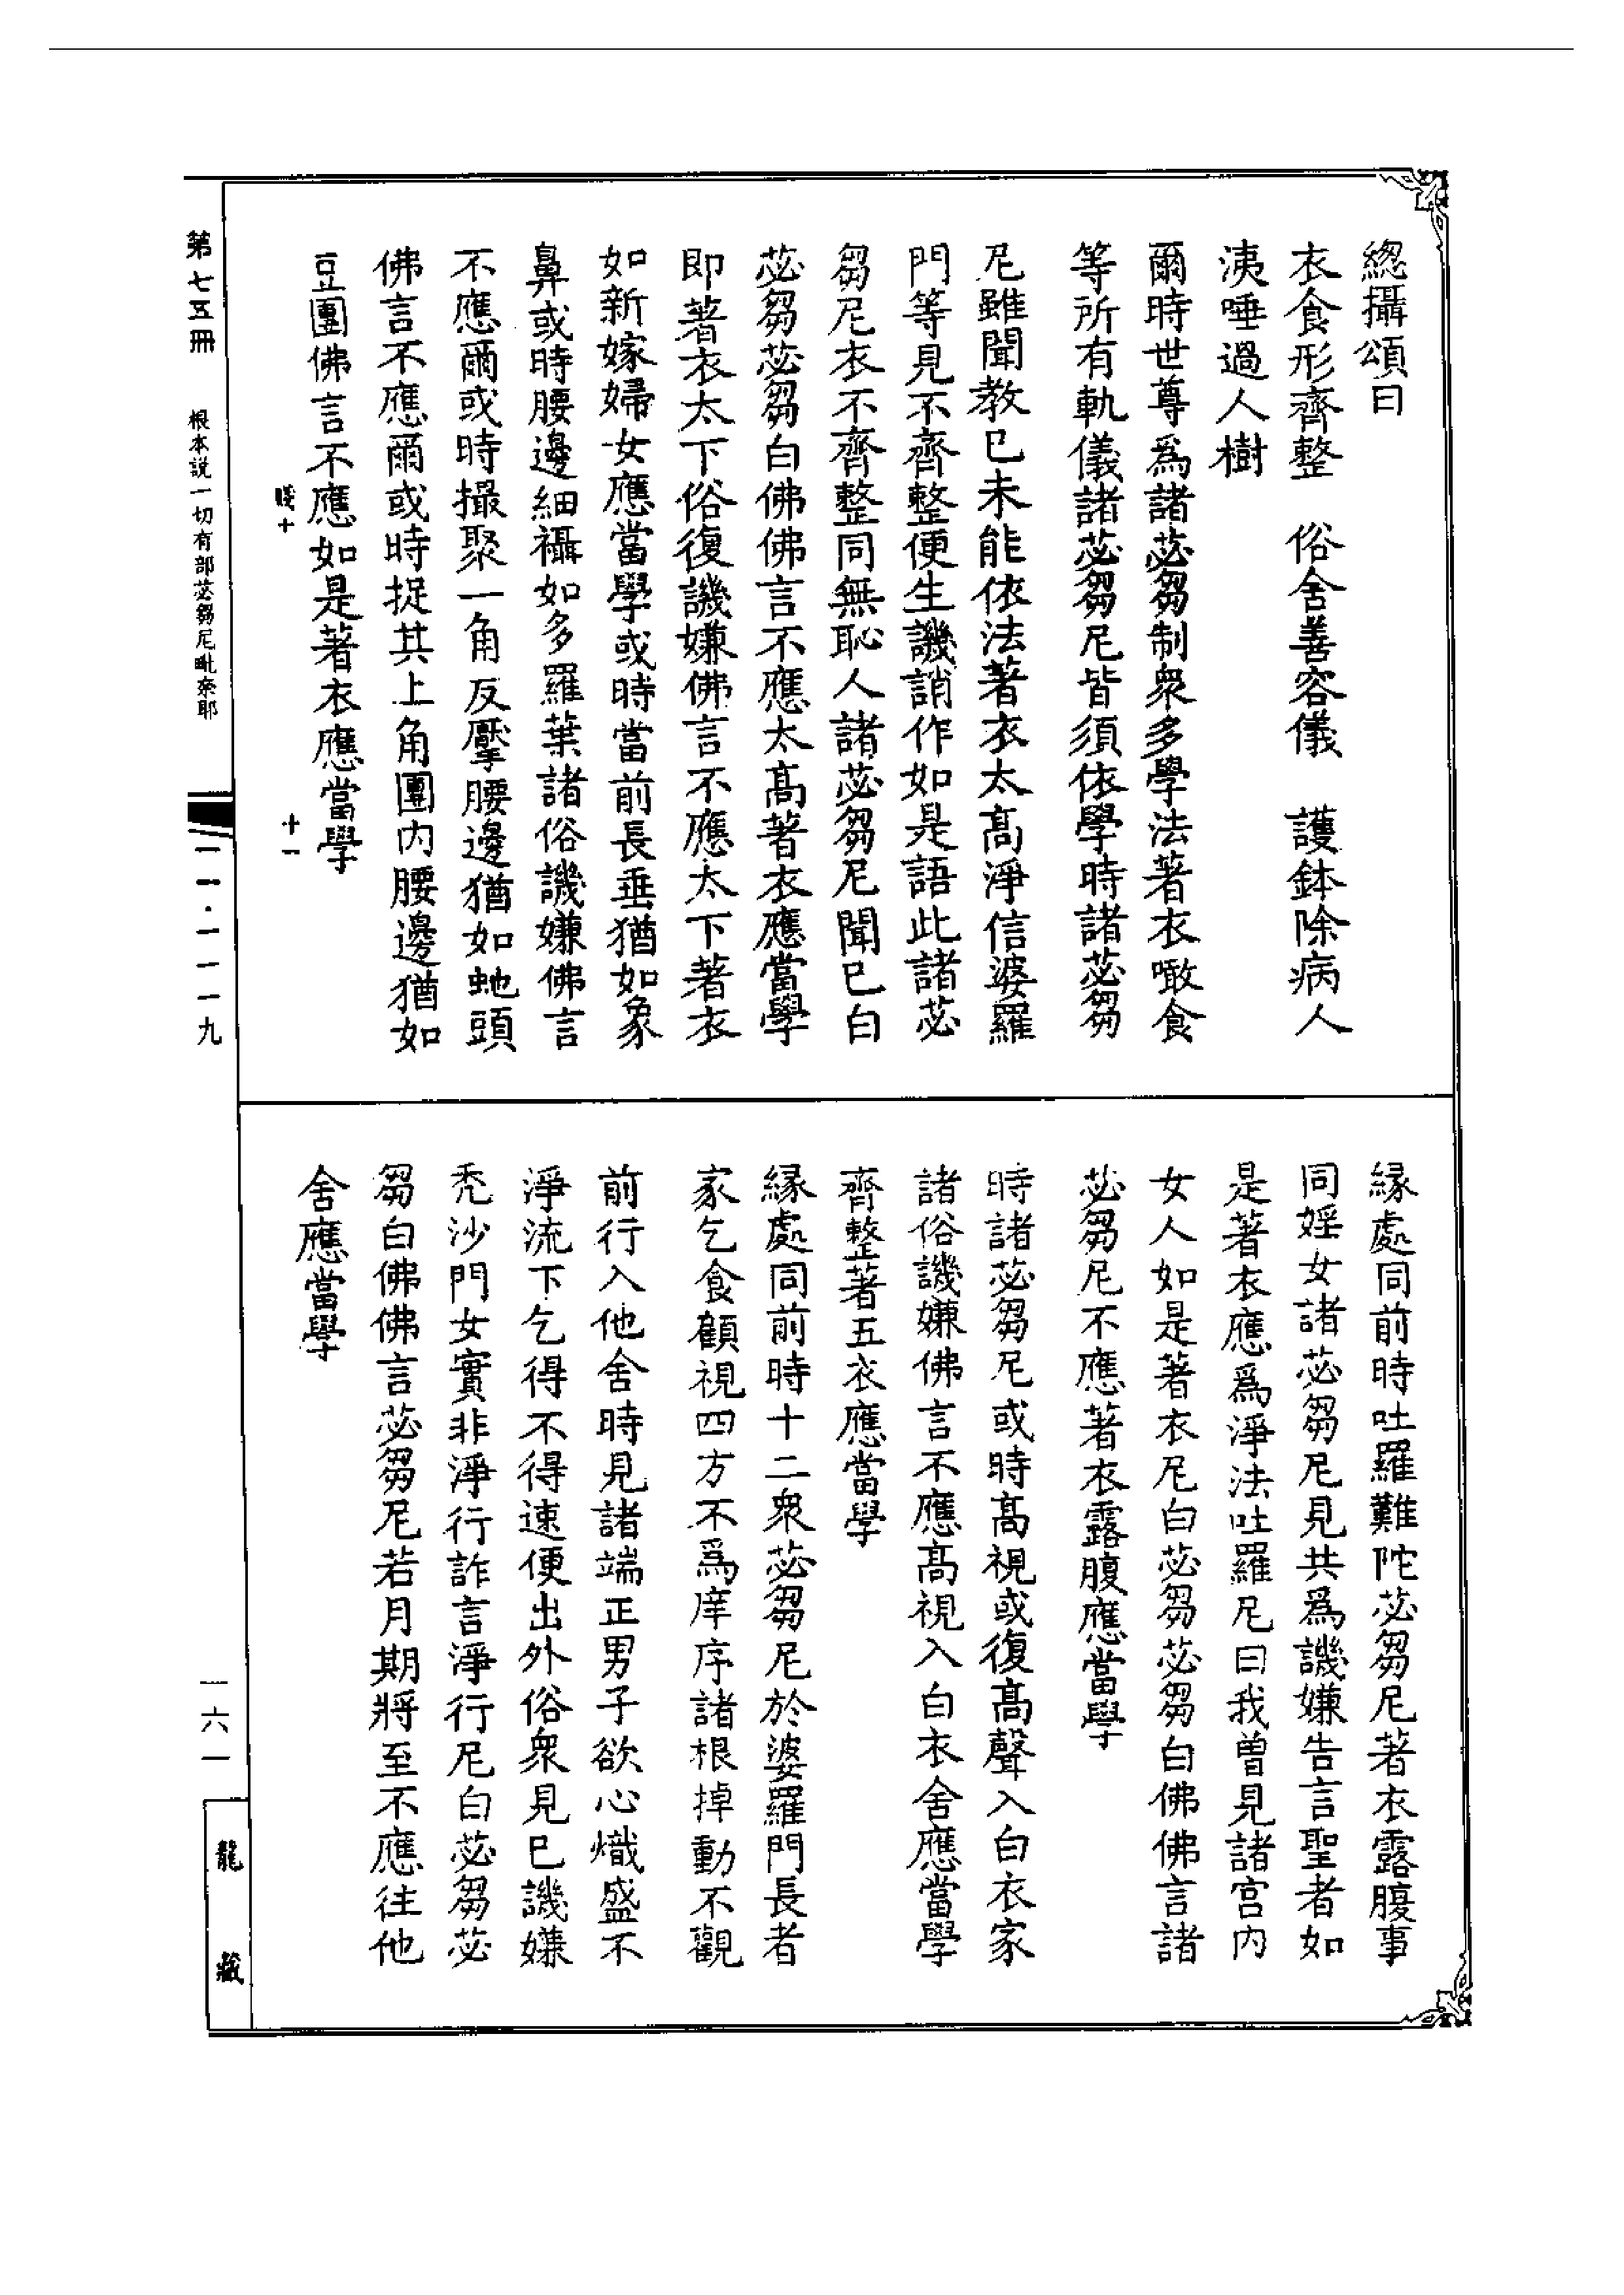 總攝頌曰
衣食形齊整　俗舍善容儀　護鉢除病人
洟唾過人樹
爾時世尊爲諸苾芻制衆多學法著衣噉食
等所有軌儀諸苾芻尼皆須依學時諸苾芻
尼雖聞教已未能依法著衣太高淨信婆羅
門等見不齊整便生譏誚作如是語此諸苾
芻尼衣不齊整同無恥人諸苾芻尼聞已白
苾芻苾芻白佛佛言不應太高著衣應當學
即著衣太下俗復譏嫌佛言不應太下著衣
如新嫁婦女應當學或時當前長垂猶如象
鼻或時腰邊細襵如多羅葉諸俗譏嫌佛言
不應爾或時撮聚一角反擪腰邊猶如虵頭
佛言不應爾或時捉其上角團内腰邊猶如
豆團佛言不應如是著衣應當學
十一
緣處同前時吐羅難陀苾芻尼著衣露腹事
同婬女諸苾芻尼見共爲譏嫌告言聖者如
是著衣應爲淨法吐羅尼曰我曾見諸宮内
女人如是著衣尼白苾芻苾芻白佛佛言諸
苾芻尼不應著衣露腹應當學
時諸苾芻尼或時高視或復高聲入白衣家
諸俗譏嫌佛言不應高視入白衣舍應當學
齊整著五衣應當學
緣處同前時十二衆苾芻尼於婆羅門長者
家乞食顧視四方不爲庠序諸根掉動不觀
前行入他舍時見諸端正男子欲心熾盛不
淨流下乞得不得速便出外俗衆見已譏嫌
禿沙門女實非淨行詐言淨行尼白苾芻苾
芻白佛佛言苾芻尼若月期將至不應往他
舍應當學
第七五冊　根本説一切有部苾芻尼毗奈耶
一一·一一一九
一六一
龍藏